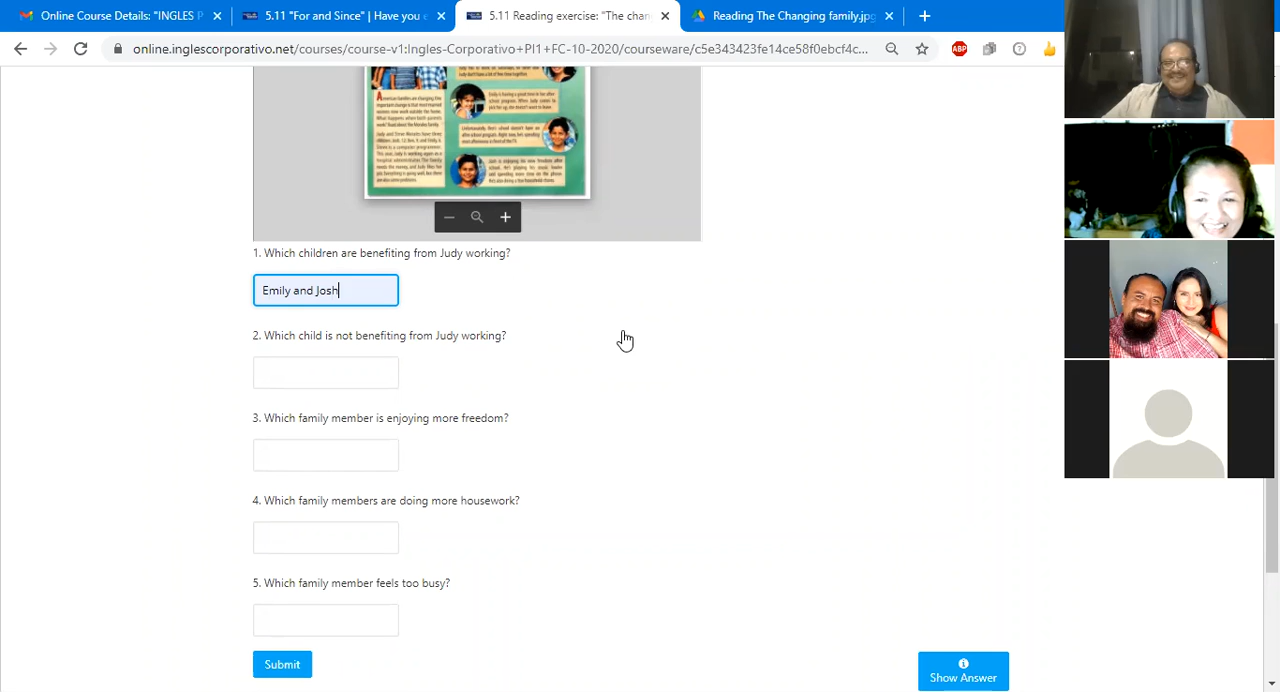 Online Course Details: "INGLES P
5.11 "For and Since" | Have you e
5.11 Reading exercise: "The chan
Reading The Changing family.jpg
online.inglescorporativo.net/courses/course-v1:Ingles-Corporativo+PI1+FC-10-2020/courseware/c5e343423fe14ce58f0ebcf4c...
ABP
1. Which children are benefiting from Judy working?
Emily and Josh
2. Which child is not benefiting from Judy working?
3. Which family member is enjoying more freedom?
4. Which family members are doing more housework?
5. Which family member feels too busy?
Submit
Show Answer